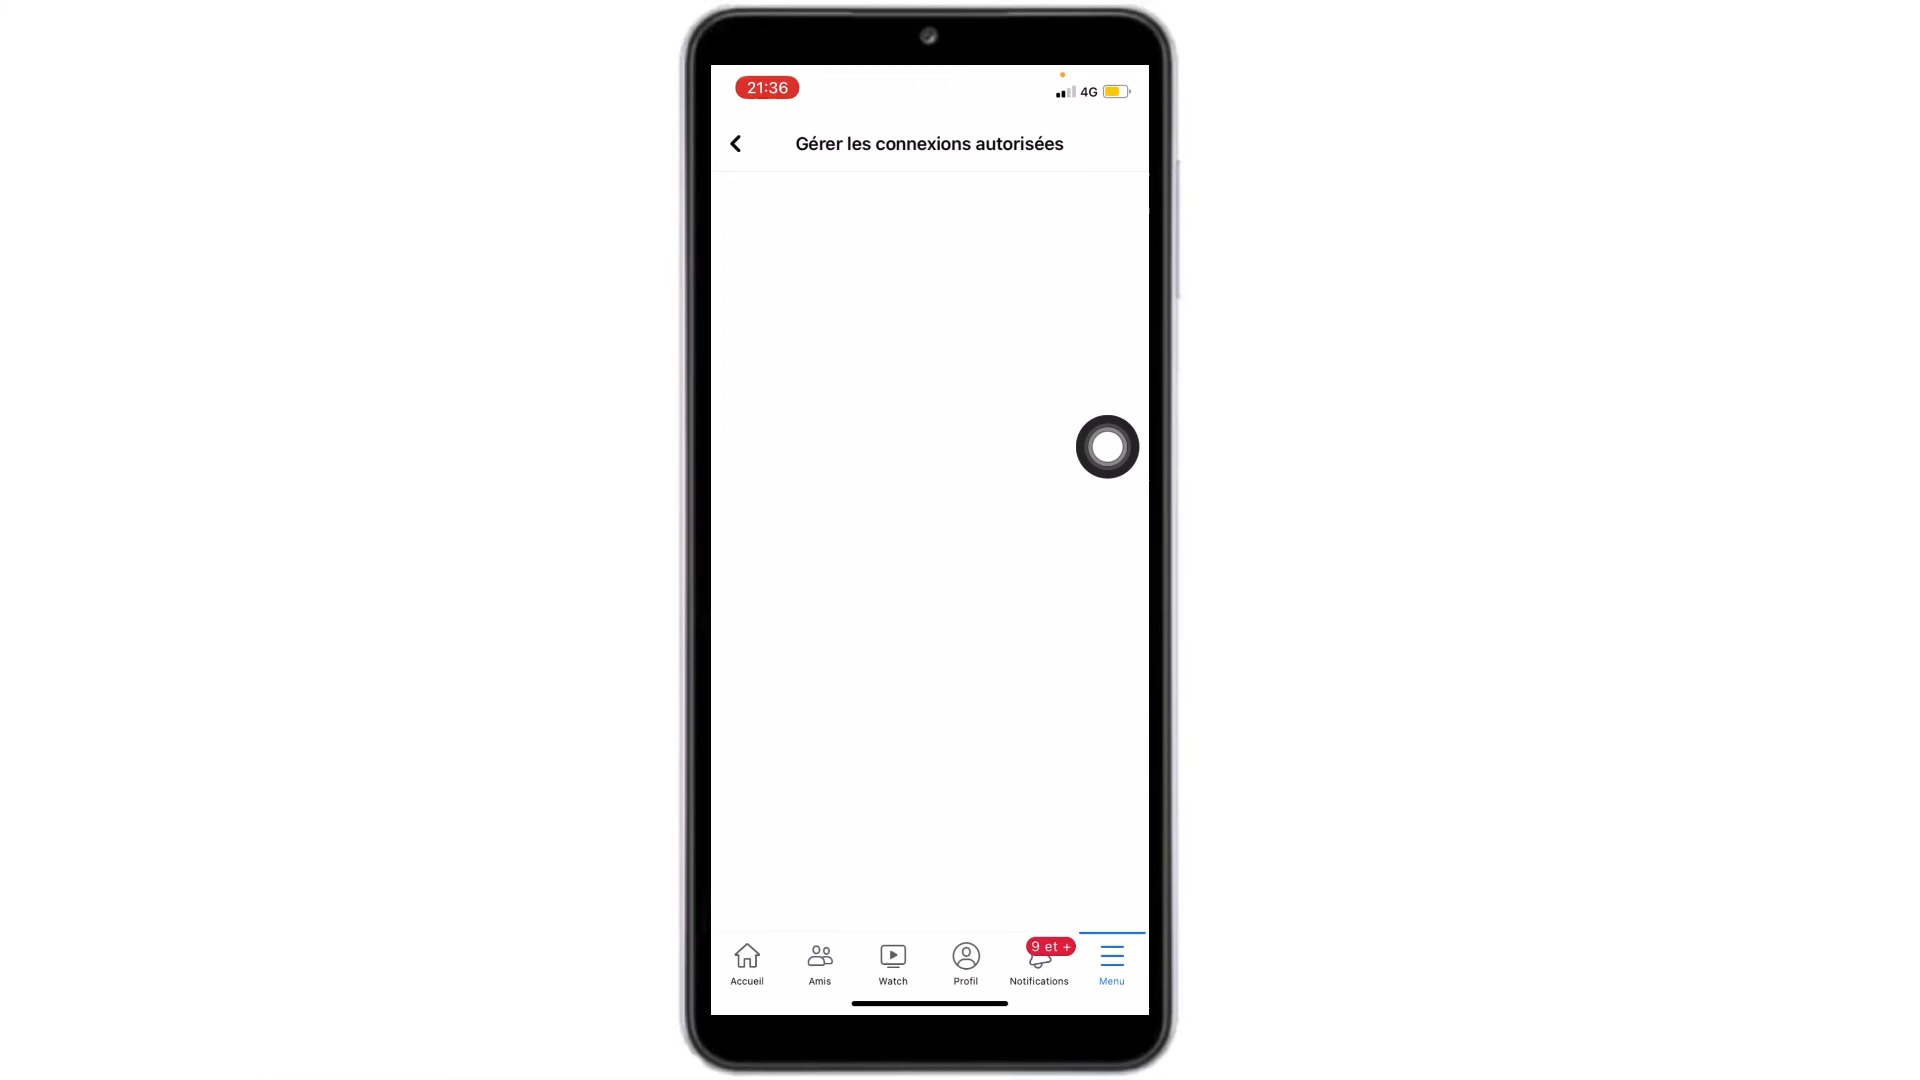 21:36
4G
Gérer les connexions autorisées
9 et +
Accueil
Amis
Watch
Profil
Notifications
Menu